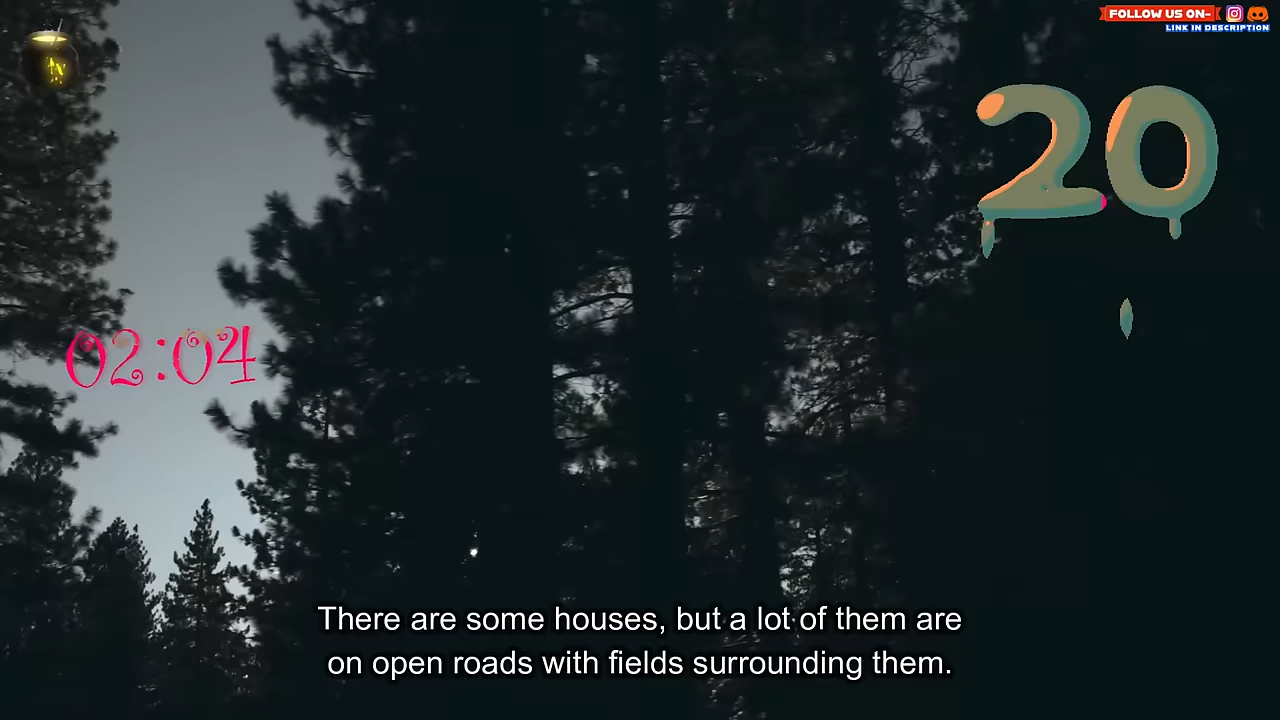 FOLLOW US ON-
LINK IN DESCRIPTION
20
02:04
There are some houses, but a lot of them are
on open roads with fields surrounding them.